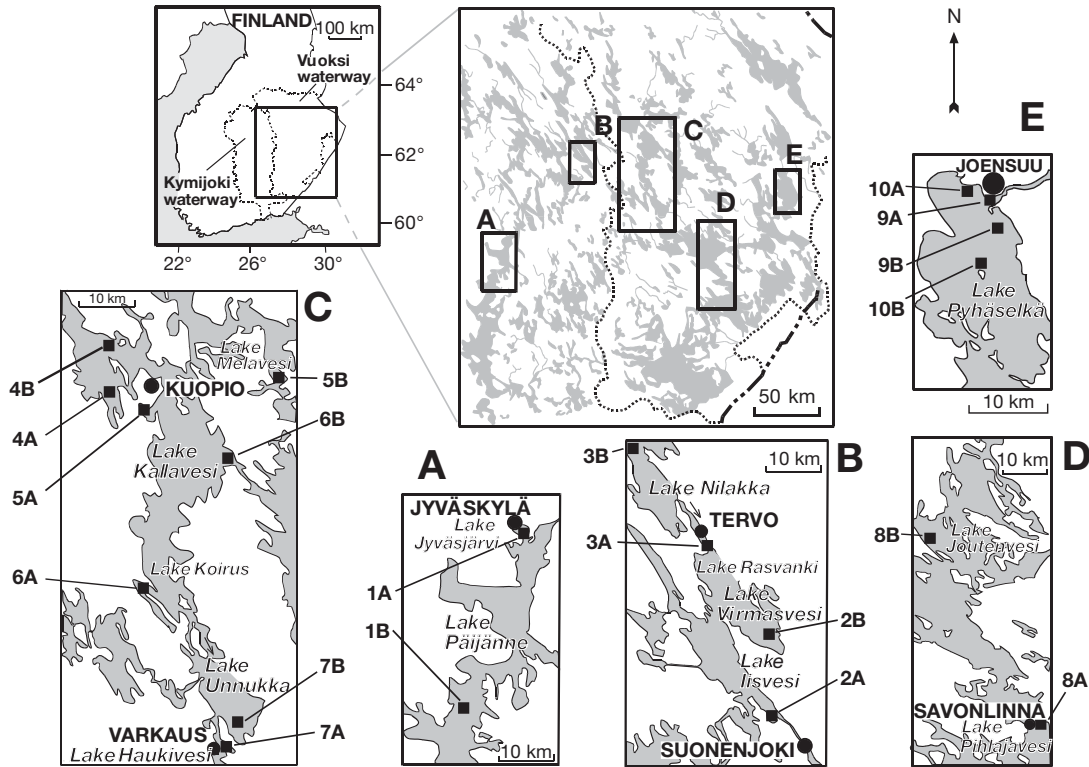 FINLAND
100 km
Vuoksi
waterway
64°
62°
60°
Kymijoki
waterway
22°
26°
30°
A
B
C
D
E
50 km
N
E
JOENSUU
10A
9A
9B
10B
Lake
Pyhäselkä
10 km
C
10 km
Lake
Melavesi
4B
KUOPIO
5B
4A
6B
5A
Lake
Kallavesi
6A
Lake Koirus
Lake
Unnukka
7B
VARKAUS
7A
Lake Haukivesi
A
JYVÄSKYLÄ
Lake
Jyväsjärvi
1A
1B
Lake
Päijänne
10 km
B
3B
10 km
Lake Nilakka
TERVO
3A
Lake Rasvanki
Lake
Virmasvesi
2B
Lake
Iisvesi
2A
SUONENJOKI
D
10 km
8B
Lake
Joutenvesi
8A
SAVONLINNA
Lake
Pihlajavesi